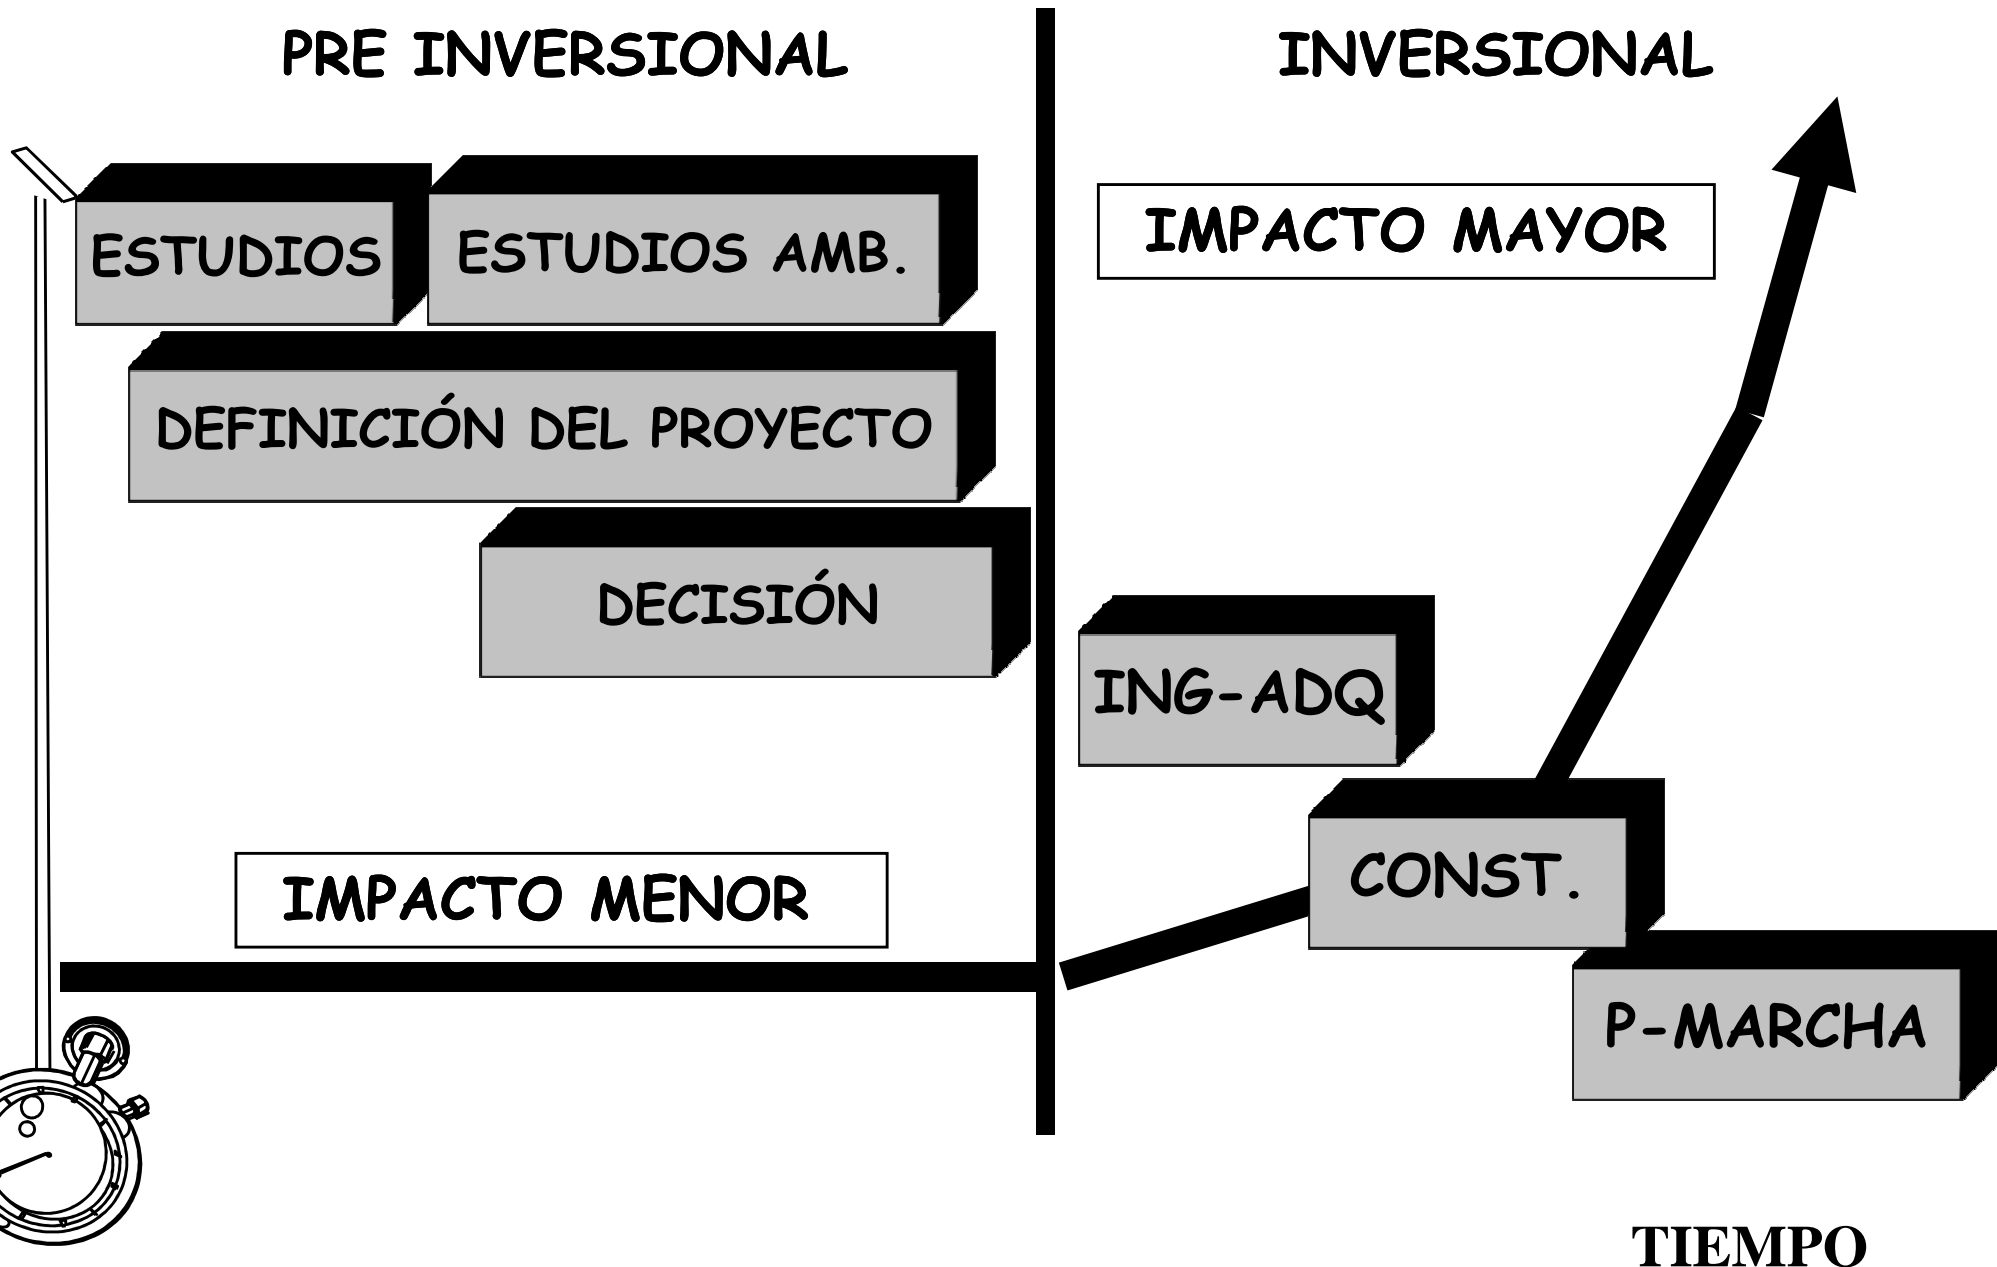 PRE INVERSIONAL
INVERSIONAL
ESTUDIOS
ESTUDIOS AMB.
IMPACTO MAYOR
DEFINICIÓN DEL PROYECTO
DECISIÓN
ING-ADQ
IMPACTO MENOR
CONST.
P-MARCHA
TIEMPO